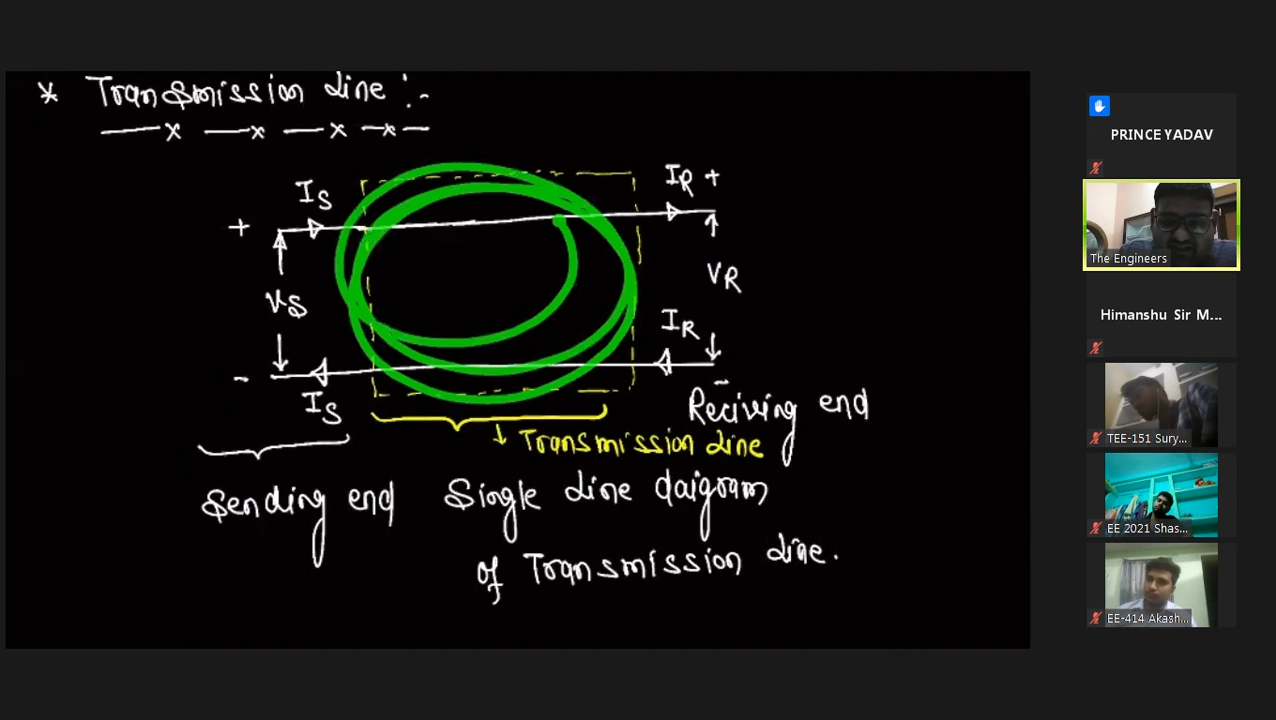 * Transmission Line :-
IS
IR +
+
VS
VR
IR
-
-
IS
Reciving end
↓ Transmission Line
Sending end
Single Line daigram
of Transmission Line.
PRINCE YADAV
The Engineers
Himanshu Sir M...
TEE-151 Sury...
EE 2021 Shas...
EE-414 Akash...